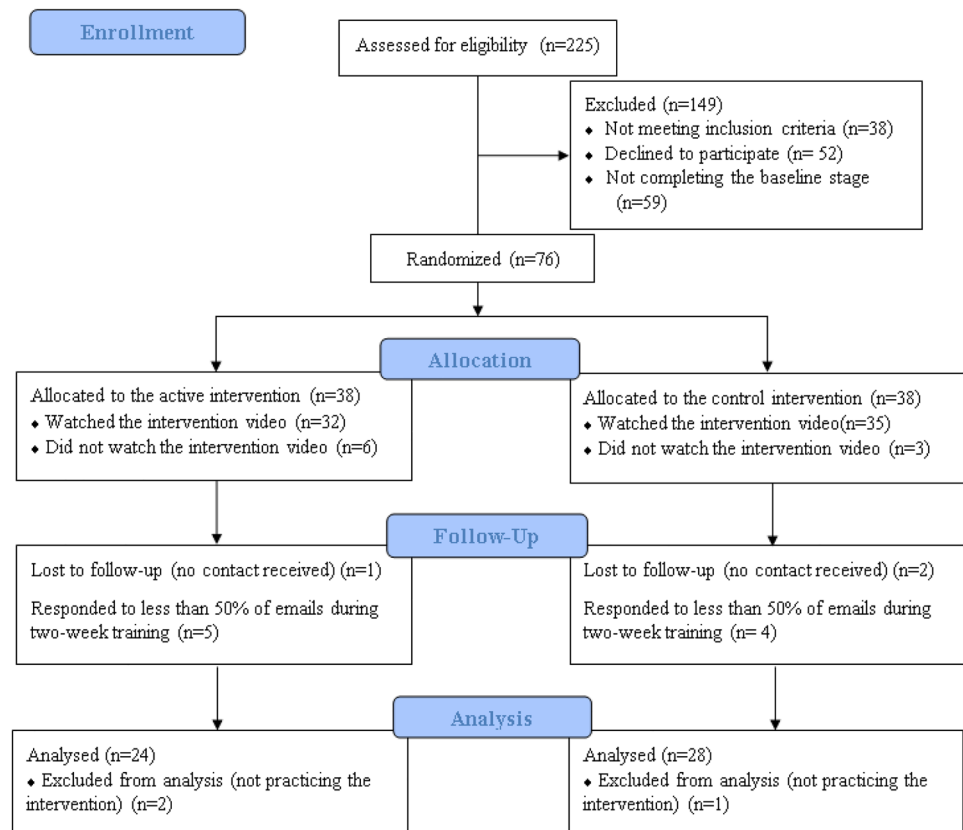 Enrollment
Assessed for eligibility (n=225)
Excluded (n=149)
⬥ Not meeting inclusion criteria (n=38)
⬥ Declined to participate (n= 52)
⬥ Not completing the baseline stage
(n=59)
Randomized (n=76)
Allocation
Allocated to the active intervention (n=38)
⬥ Watched the intervention video (n=32)
⬥ Did not watch the intervention video (n=6)
Allocated to the control intervention (n=38)
⬥ Watched the intervention video(n=35)
⬥ Did not watch the intervention video (n=3)
Follow-Up
Lost to follow-up (no contact received) (n=1)
Responded to less than 50% of emails during
two-week training (n=5)
Lost to follow-up (no contact received) (n=2)
Responded to less than 50% of emails during
two-week training (n= 4)
Analysis
Analysed (n=24)
⬥ Excluded from analysis (not practicing the
intervention) (n=2)
Analysed (n=28)
⬥ Excluded from analysis (not practicing the
intervention) (n=1)